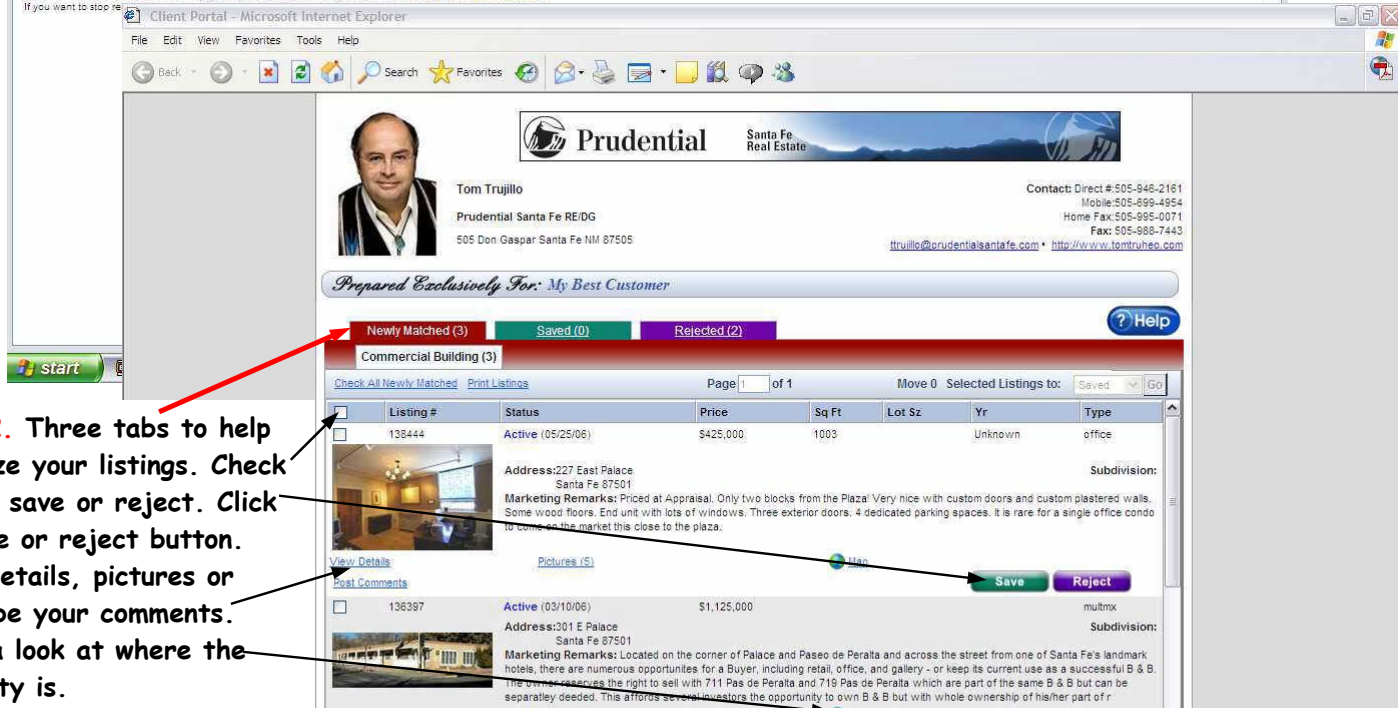 If you want to stop re
Client Portal - Microsoft Internet Explorer
File Edit View Favorites Tools Help
Back Search Favorites
Prudential Santa Fe
Real Estate
Tom Trujillo
Prudential Santa Fe RE/DG
505 Don Gaspar Santa Fe NM 87505
Contact: Direct #:505-946-2161
Mobile:505-699-4954
Home Fax:505-995-0071
Fax: 505-988-7443
ttrujillo@prudentialsantafe.com • http://www.tomtruheo.com
Prepared Exclusively For: My Best Customer
? Help
Newly Matched (3) Saved (0) Rejected (2)
Commercial Building (3)
Check All Newly Matched Print Listings Page 1 of 1 Move 0 Selected Listings to: Saved Go
Listing # Status Price Sq Ft Lot Sz Yr Type
138444 Active (05/25/06) $425,000 1003 Unknown office
Address:227 East Palace Subdivision:
Santa Fe 87501
Marketing Remarks: Priced at Appraisal. Only two blocks from the Plaza! Very nice with custom doors and custom plastered walls.
Some wood floors. End unit with lots of windows. Three exterior doors. 4 dedicated parking spaces. It is rare for a single office condo
to come on the market this close to the plaza.
View Details Pictures (5) Map
Post Comments Save Reject
136397 Active (03/10/06) $1,125,000 multmx
Address:301 E Palace Subdivision:
Santa Fe 87501
Marketing Remarks: Located on the corner of Palace and Paseo de Peralta and across the street from one of Santa Fe's landmark
hotels, there are numerous opportunites for a Buyer, including retail, office, and gallery - or keep its current use as a successful B & B.
The owner reserves the right to sell with 711 Pas de Peralta and 719 Pas de Peralta which are part of the same B & B but can be
separatley deeded. This affords several investors the opportunity to own B & B but with whole ownership of his/her part of r
start
. Three tabs to help
ze your listings. Check
save or reject. Click
e or reject button.
etails, pictures or
pe your comments.
a look at where the
ty is.